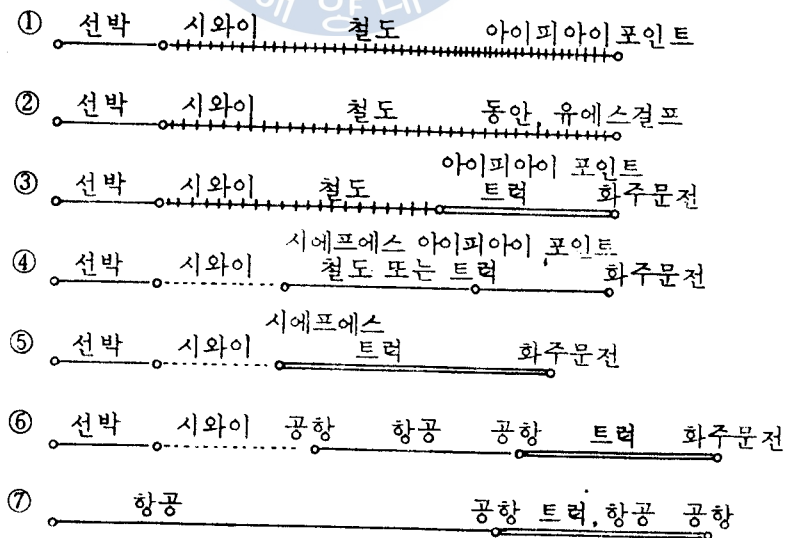 해양대
① 선박 시와이 철도 아이피아이포인트
② 선박 시와이 철도 동안, 유에스걸프
아이피아이 포인트
③ 선박 시와이 철도 트럭 화주문전
시에프에스 아이피아이 포인트
④ 선박 시와이 철도 또는 트럭 화주문전
시에프에스
⑤ 선박 시와이 트럭 화주문전
⑥ 선박 시와이 공항 항공 공항 트럭 화주문전
⑦ 항공 공항 트럭, 항공 공항